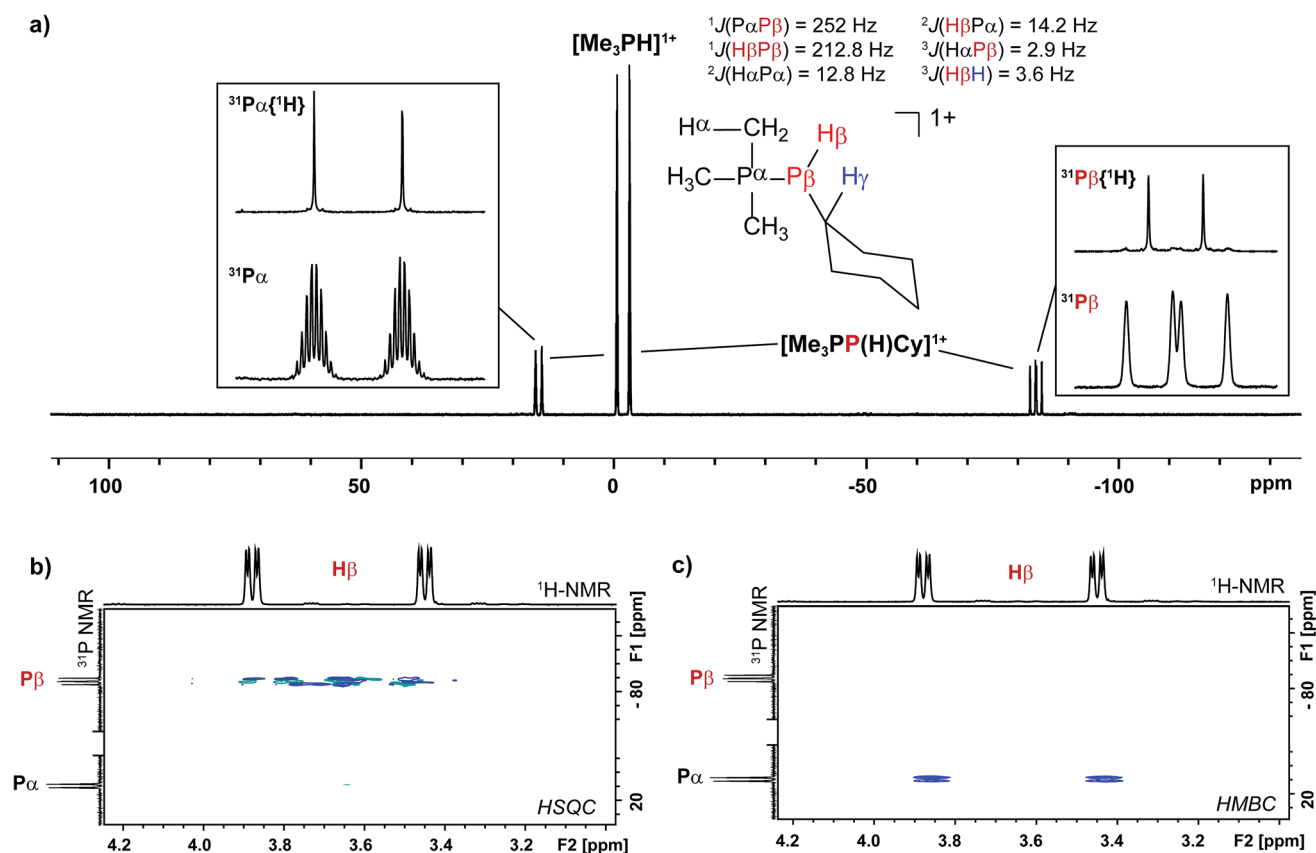 a)
[Me₃PH]¹⁺
¹J(PαPβ) = 252 Hz
²J(HβPα) = 14.2 Hz
¹J(HβPβ) = 212.8 Hz
³J(HαPβ) = 2.9 Hz
²J(HαPα) = 12.8 Hz
³J(HβH) = 3.6 Hz
³¹Pα{¹H}
³¹Pα
Hα
CH₂
Hβ
1+
H₃C
Pα
Pβ
Hγ
CH₃
³¹Pβ{¹H}
³¹Pβ
[Me₃PP(H)Cy]¹⁺
100 50 0 -50 -100 ppm
b)
Hβ
¹H-NMR
³¹P NMR
Pβ
Pα
F1 [ppm]
- 80
20
HSQC
4.2 4.0 3.8 3.6 3.4 3.2 F2 [ppm]
c)
Hβ
¹H-NMR
³¹P NMR
Pβ
Pα
F1 [ppm]
- 80
20
HMBC
4.2 4.0 3.8 3.6 3.4 3.2 F2 [ppm]